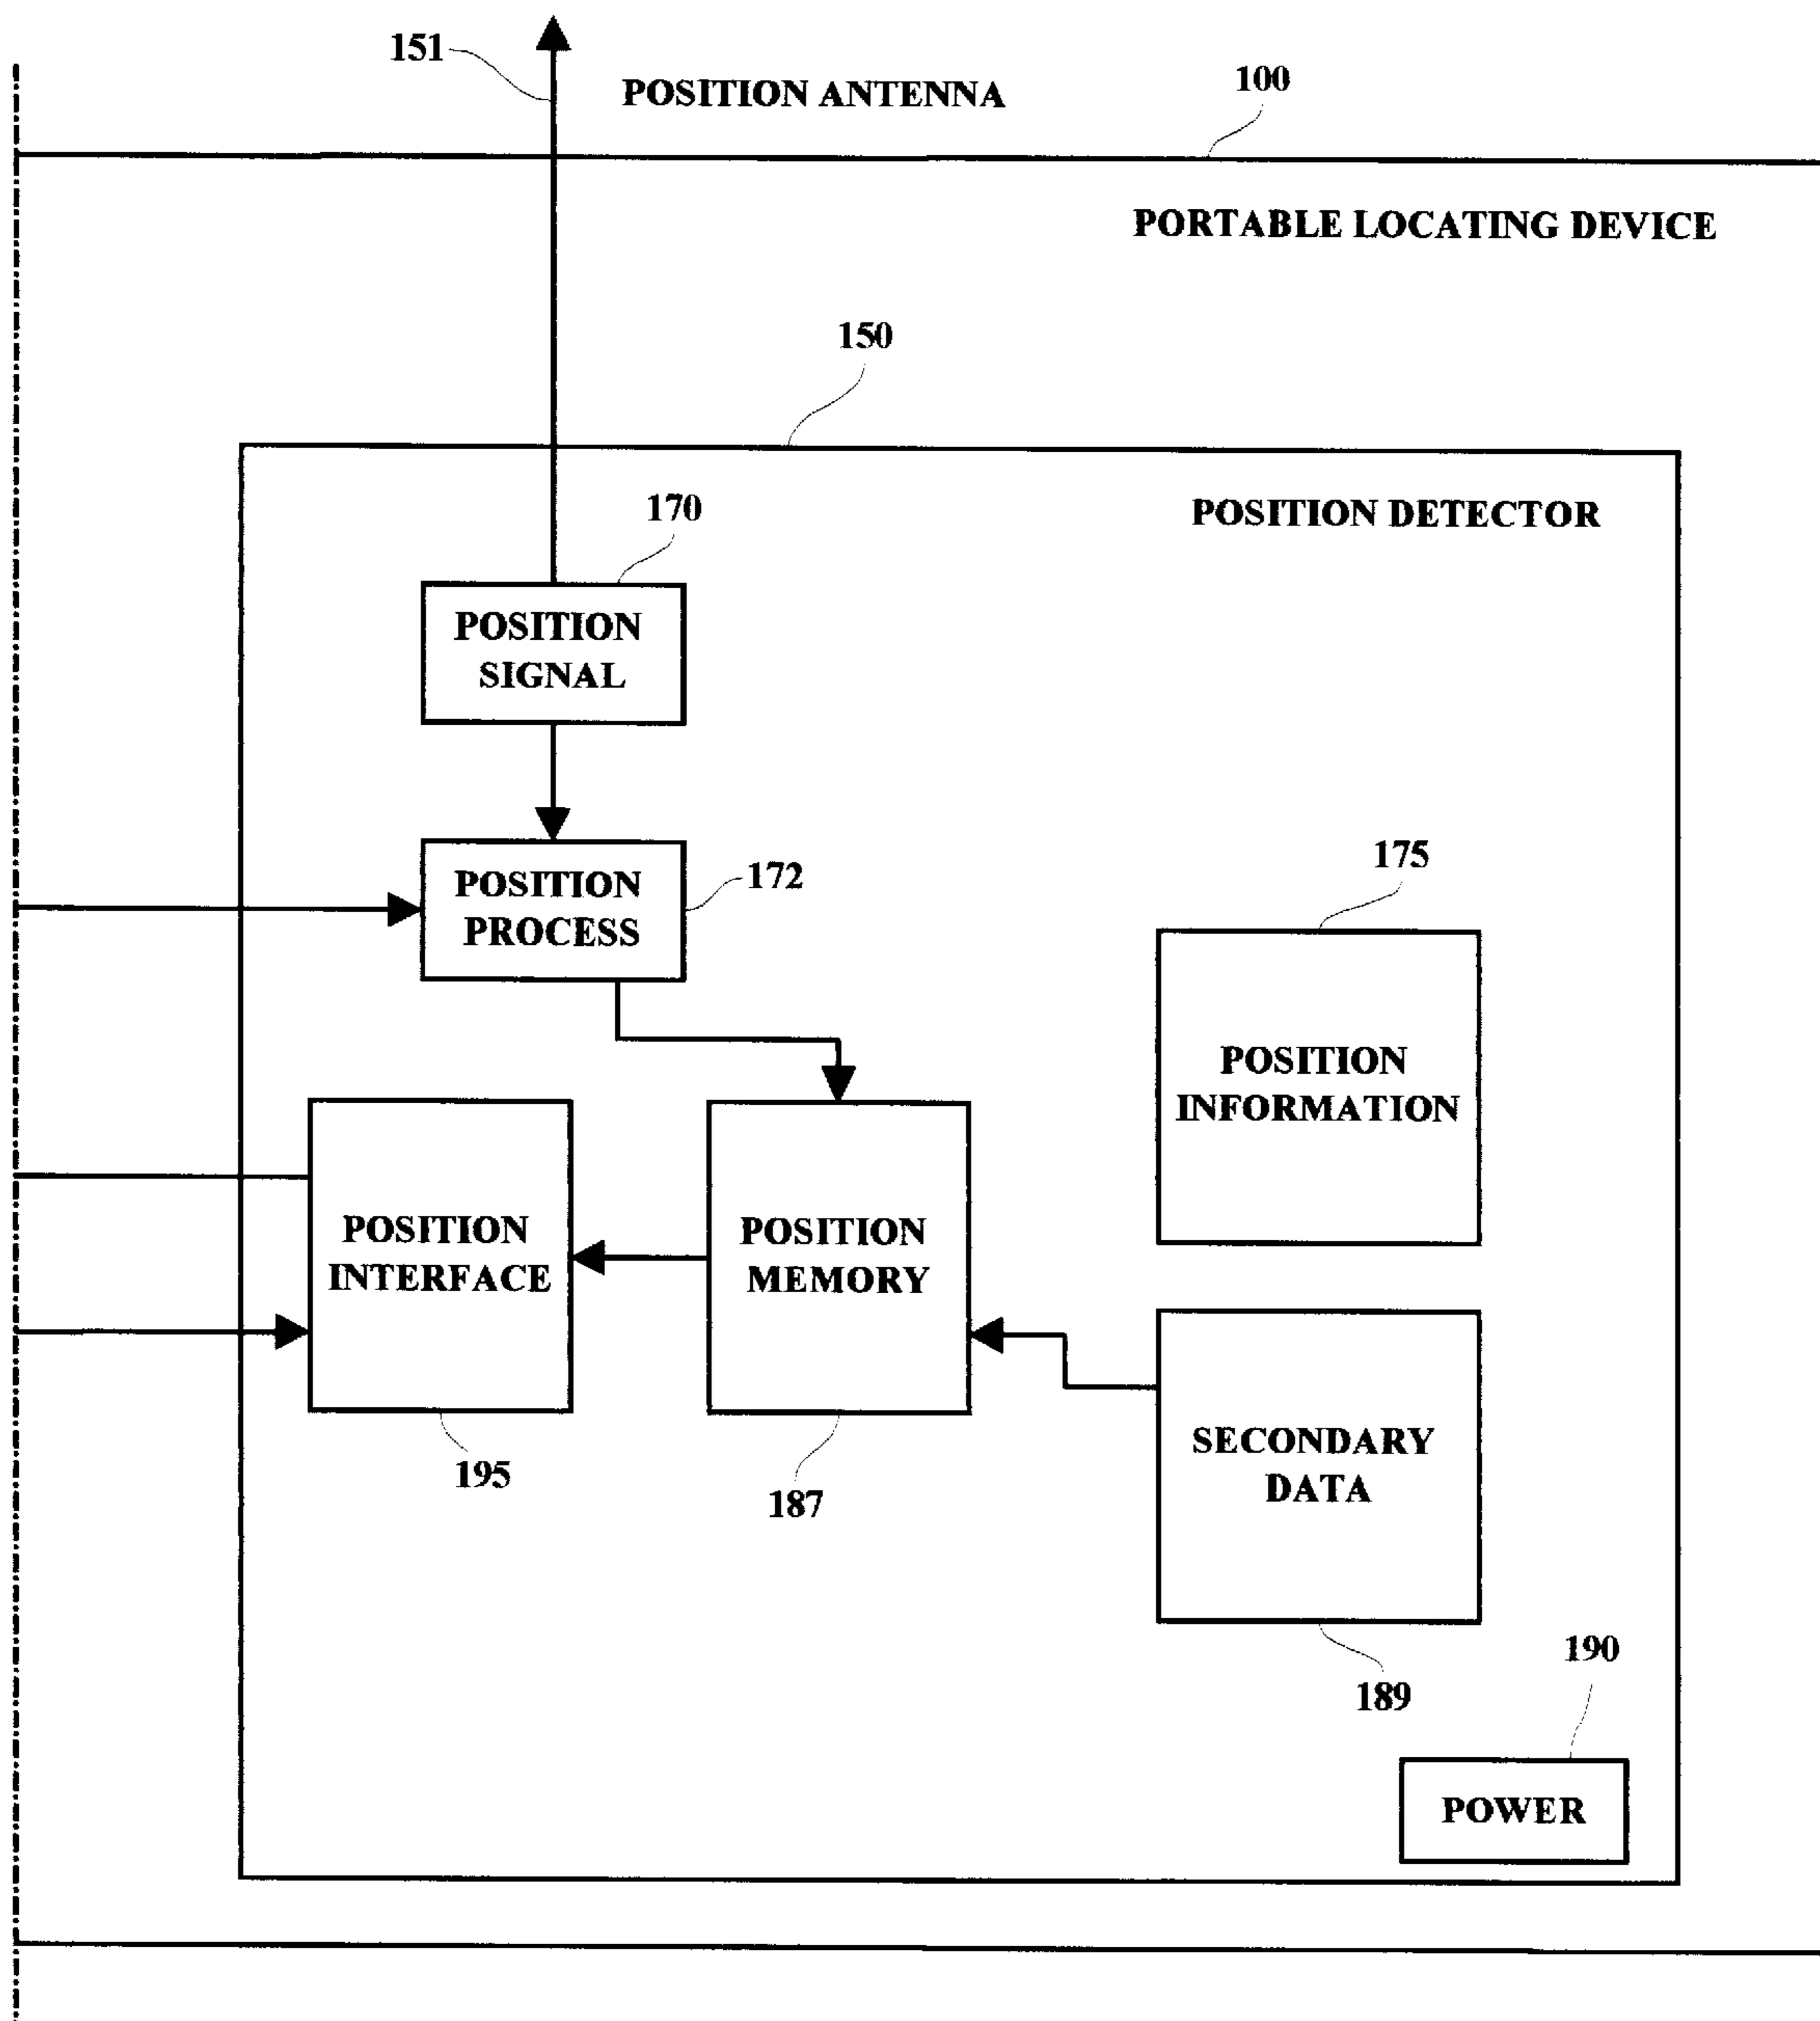 151
POSITION ANTENNA
100
PORTABLE LOCATING DEVICE
150
POSITION DETECTOR
170
POSITION
SIGNAL
POSITION
PROCESS
172
175
POSITION
INFORMATION
POSITION
INTERFACE
195
POSITION
MEMORY
187
SECONDARY
DATA
189
190
POWER